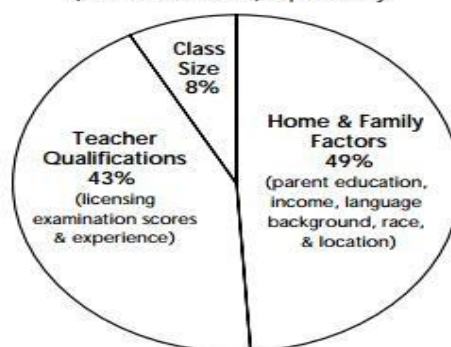 Class
Size
8%
Teacher
Qualifications
43%
(licensing
examination scores
& experience)
Home & Family
Factors
49%
(parent education,
income, language
background, race,
& location)